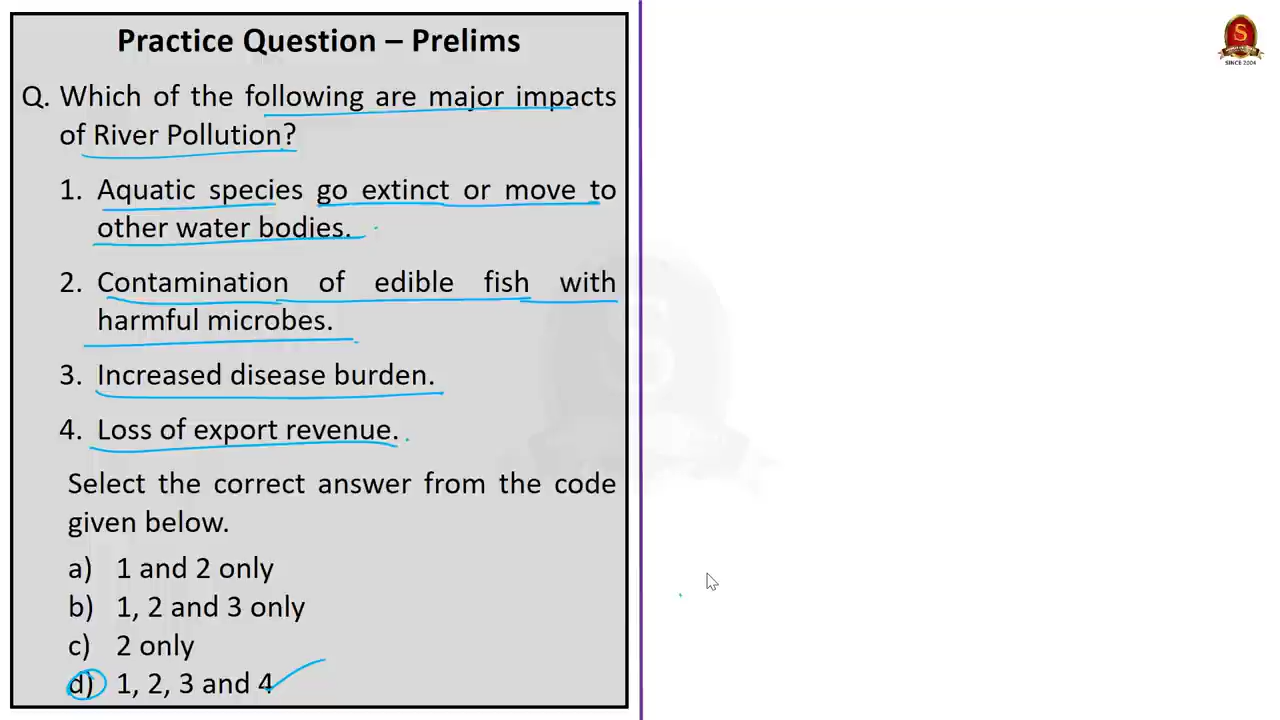 Practice Question – Prelims
Q. Which of the following are major impacts
of River Pollution?
1. Aquatic species go extinct or move to
other water bodies.
2. Contamination of edible fish with
harmful microbes.
3. Increased disease burden.
4. Loss of export revenue.
Select the correct answer from the code
given below.
a) 1 and 2 only
b) 1, 2 and 3 only
c) 2 only
d) 1, 2, 3 and 4
S
SINCE 2004